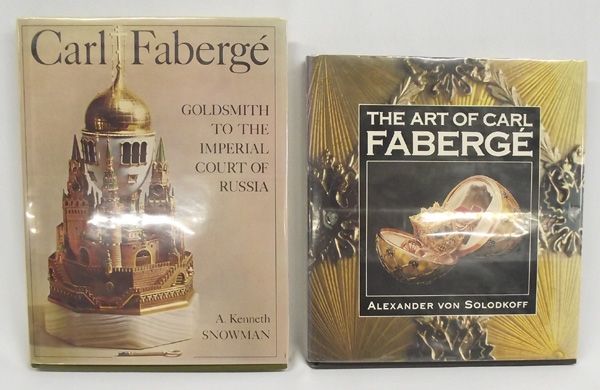 Carl Fabergé
GOLDSMITH
TO THE
IMPERIAL
COURT OF
RUSSIA
A. Kenneth
SNOWMAN
THE ART OF CARL
FABERGÉ
ALEXANDER VON SOLODKOFF